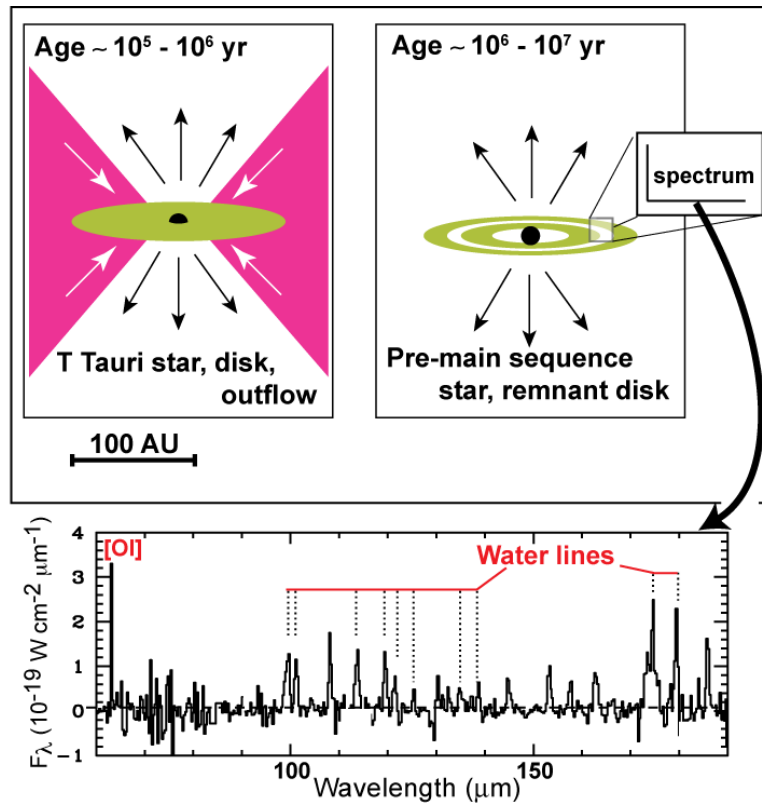 Age ~ 10⁵ - 10⁶ yr
T Tauri star, disk,
outflow
Age ~ 10⁶ - 10⁷ yr
spectrum
Pre-main sequence
star, remnant disk
100 AU
[OI]
Water lines
F_λ (10⁻¹⁹ W cm⁻² μm⁻¹)
4
3
2
1
0
−1
100
150
Wavelength (μm)